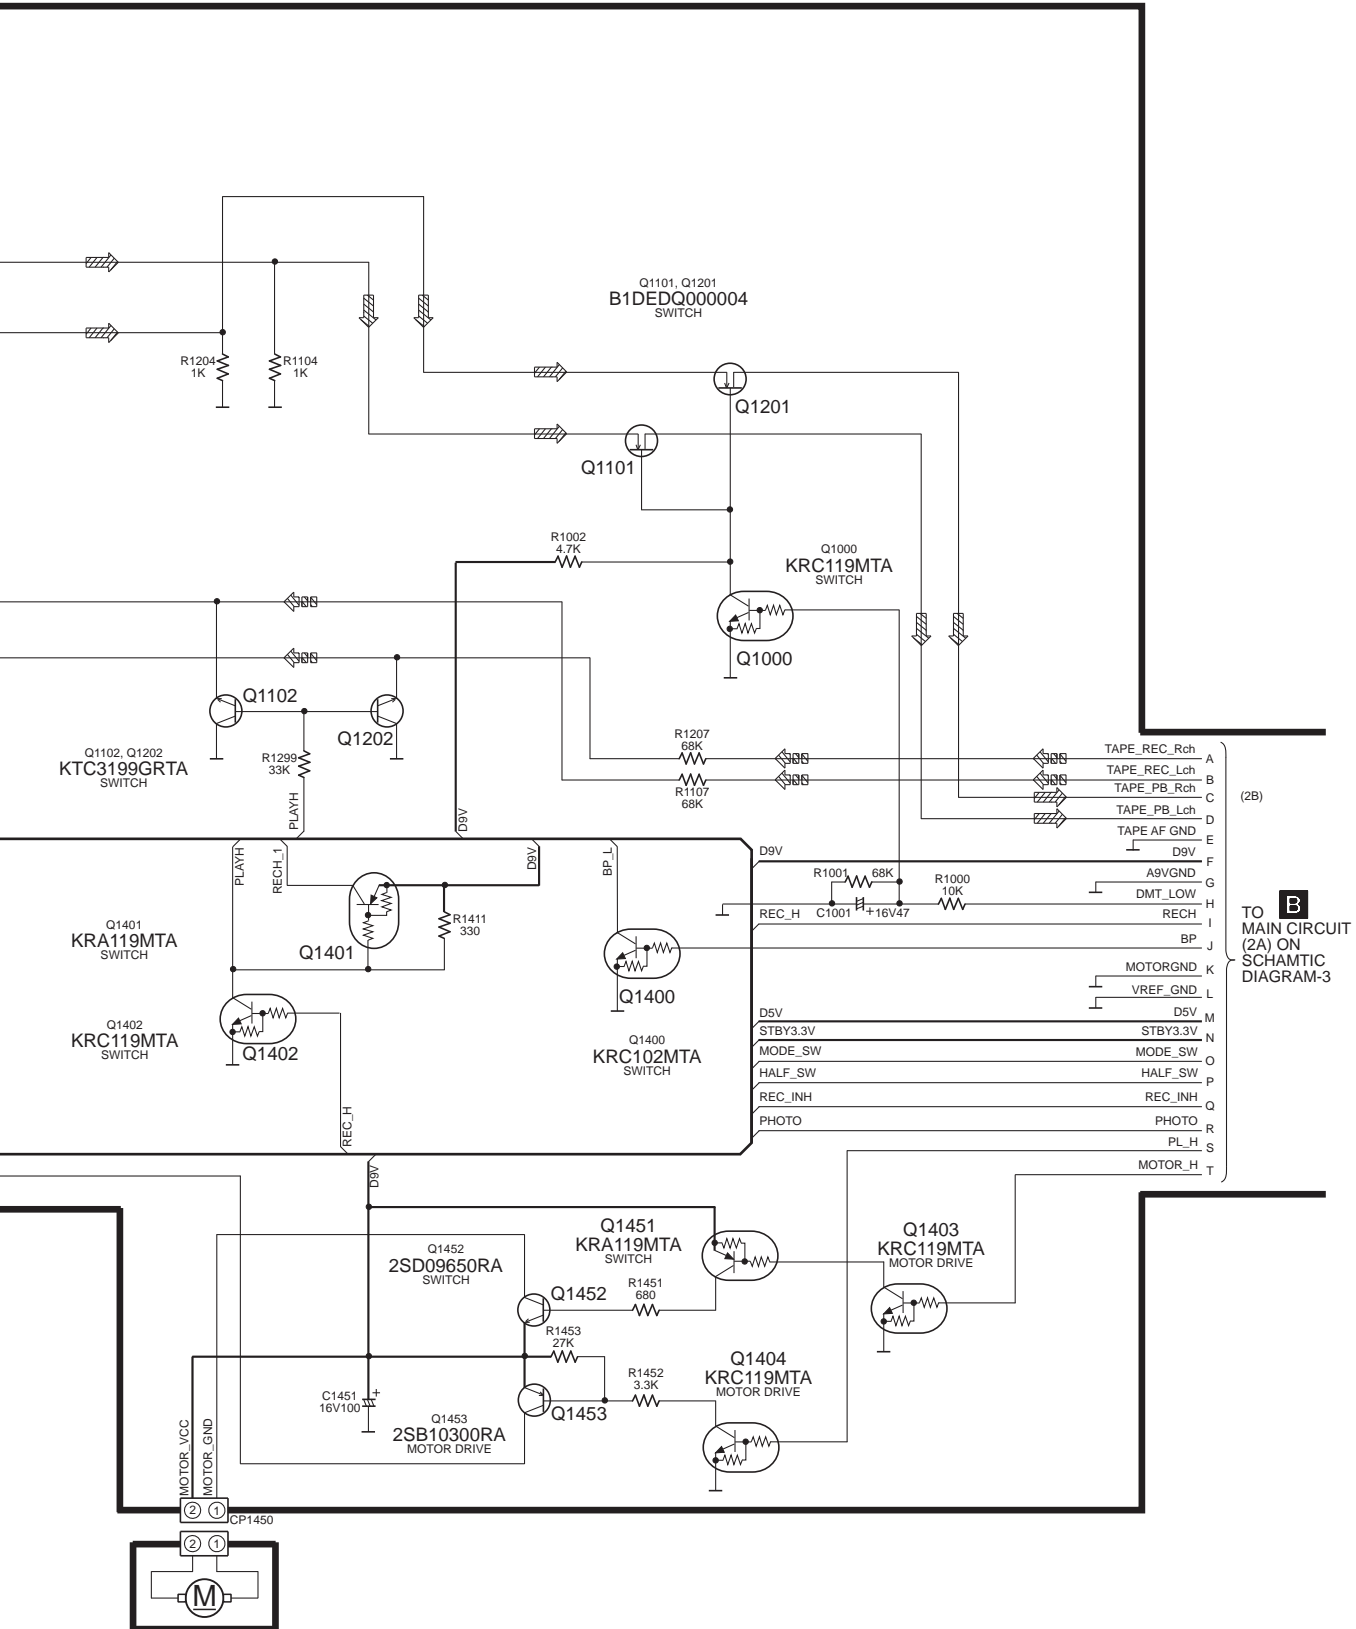 Q1101, Q1201
B1DEDQ000004
SWITCH
R1204
1K
R1104
1K
Q1201
Q1101
R1002
4.7K
Q1000
KRC119MTA
SWITCH
Q1000
Q1102
Q1202
Q1102, Q1202
KTC3199GRTA
SWITCH
R1299
33K
R1207
68K
R1107
68K
PLAYH
D9V
TAPE_REC_Rch A
TAPE_REC_Lch B
TAPE_PB_Rch C
(2B)
TAPE_PB_Lch D
TAPE AF GND E
D9V
D9V F
A9VGND G
DMT_LOW H
RECH I
BP J
MOTORGND K
VREF_GND L
D5V
D5V M
STBY3.3V
STBY3.3V N
MODE_SW
MODE_SW O
HALF_SW
HALF_SW P
REC_INH
REC_INH Q
PHOTO
PHOTO R
PL_H S
MOTOR_H T
TO B
MAIN CIRCUIT
(2A) ON
SCHAMTIC
DIAGRAM-3
PLAYH
RECH_1
D9V
BP_L
R1001 68K
R1000
10K
C1001 +16V47
REC_H
Q1401
KRA119MTA
SWITCH
Q1401
R1411
330
Q1400
Q1402
KRC119MTA
SWITCH
Q1402
Q1400
KRC102MTA
SWITCH
REC_H
D9V
Q1451
KRA119MTA
SWITCH
Q1403
KRC119MTA
MOTOR DRIVE
Q1452
2SD09650RA
SWITCH
Q1452
R1451
680
R1453
27K
R1452
3.3K
Q1404
KRC119MTA
MOTOR DRIVE
C1451 +
16V100
Q1453
2SB10300RA
MOTOR DRIVE
Q1453
MOTOR_VCC
MOTOR_GND
2 1
CP1450
2 1
M